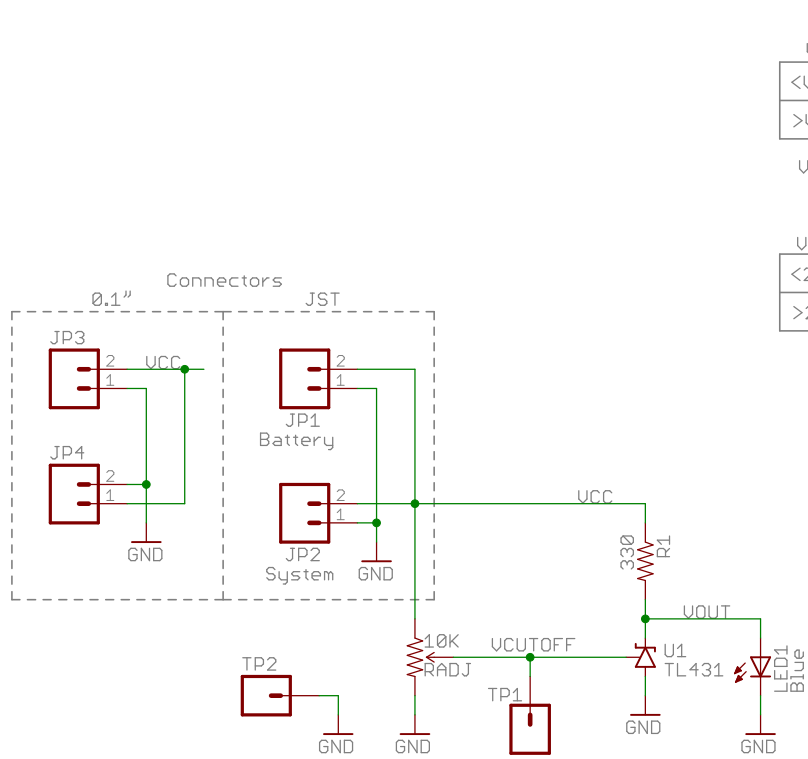 Connectors
0.1"
JST
JP3
2
VCC
1
JP4
2
1
GND
2
1
JP1
Battery
2
1
JP2
System
GND
VCC
330
R1
VOUT
10K
RADJ
VCUTOFF
U1
TL431
LED1
Blue
TP2
TP1
GND
GND
GND
GND
<2
>2